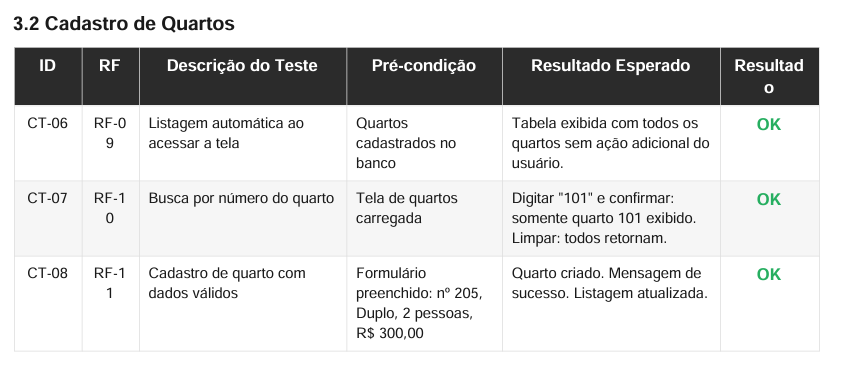 3.2 Cadastro de Quartos
ID RF Descrição do Teste Pré-condição Resultado Esperado Resultad
o
CT-06 RF-0 Listagem automática ao Quartos Tabela exibida com todos os OK
9 acessar a tela cadastrados no quartos sem ação adicional do
banco usuário.
CT-07 RF-1 Busca por número do quarto Tela de quartos Digitar "101" e confirmar: OK
0 carregada somente quarto 101 exibido.
Limpar: todos retornam.
CT-08 RF-1 Cadastro de quarto com Formulário Quarto criado. Mensagem de OK
1 dados válidos preenchido: nº 205, sucesso. Listagem atualizada.
Duplo, 2 pessoas,
R$ 300,00